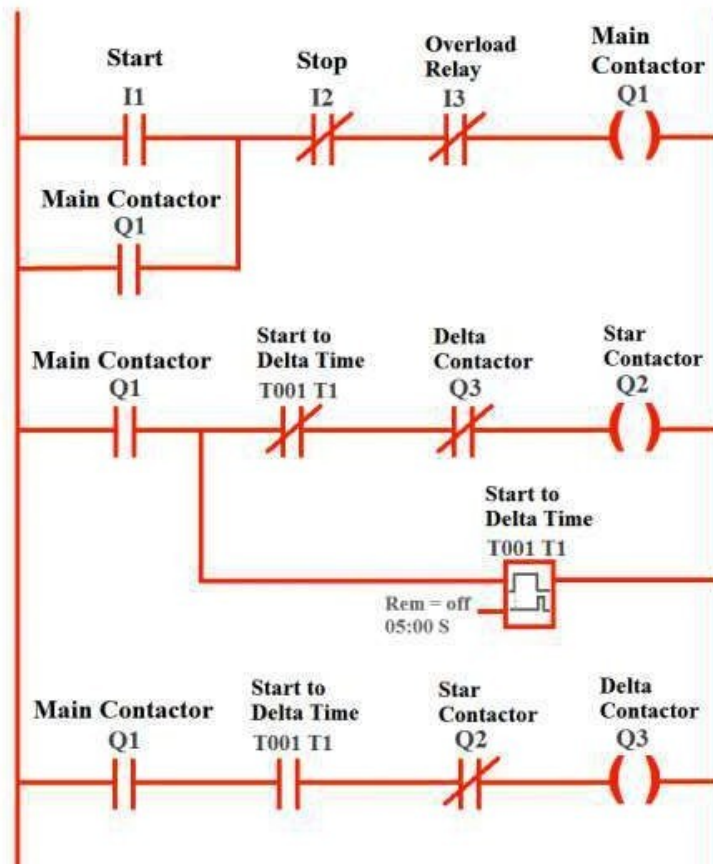 Start
I1
Stop
I2
Overload
Relay
I3
Main
Contactor
Q1
Main Contactor
Q1
Main Contactor
Q1
Start to
Delta Time
T001 T1
Delta
Contactor
Q3
Star
Contactor
Q2
Start to
Delta Time
T001 T1
Rem = off
05:00 S
Main Contactor
Q1
Start to
Delta Time
T001 T1
Star
Contactor
Q2
Delta
Contactor
Q3